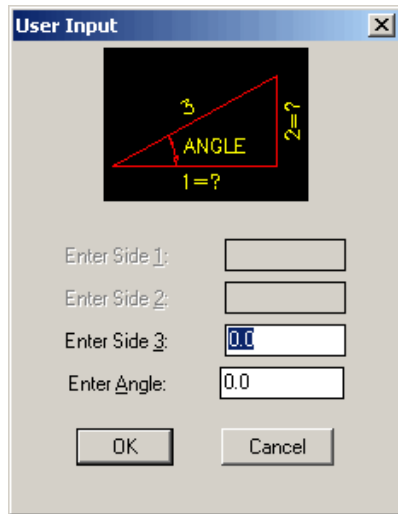 User Input
3
2=?
ANGLE
1=?
Enter Side 1:
Enter Side 2:
Enter Side 3: 0.0
Enter Angle: 0.0
OK Cancel